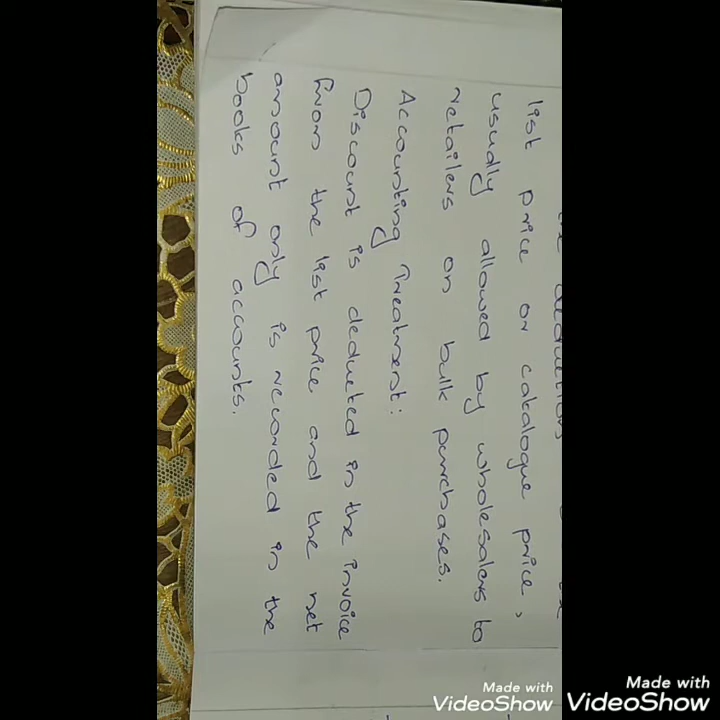 deduction
list price or catalogue price,
usually allowed by wholesalers to
retailers on bulk purchases.
Accounting Treatment:
Discount is deducted in the invoice
from the list price and the net
amount only is recorded in the
books of accounts.
Made with
VideoShow
Made with
VideoShow